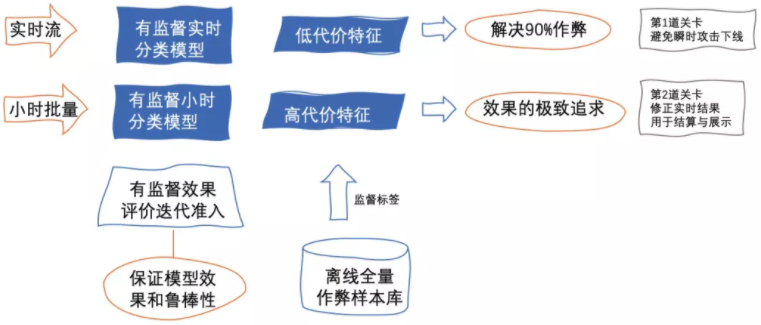 实时流
有监督实时
分类模型
低代价特征
解决90%作弊
第1道关卡
避免瞬时攻击下线
小时批量
有监督小时
分类模型
高代价特征
效果的极致追求
第2道关卡
修正实时结果
用于结算与展示
有监督效果
评价迭代准入
监督标签
保证模型效
果和鲁棒性
离线全量
作弊样本库